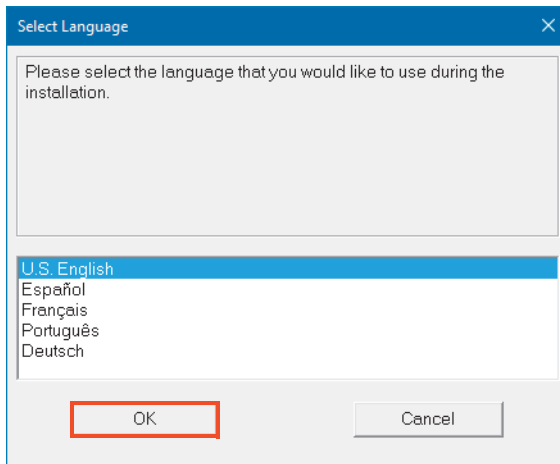 Select Language
Please select the language that you would like to use during the
installation.
U.S. English
Español
Français
Português
Deutsch
OK
Cancel